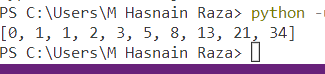 PS C:\Users\M Hasnain Raza> python -u
[0, 1, 1, 2, 3, 5, 8, 13, 21, 34]
PS C:\Users\M Hasnain Raza>